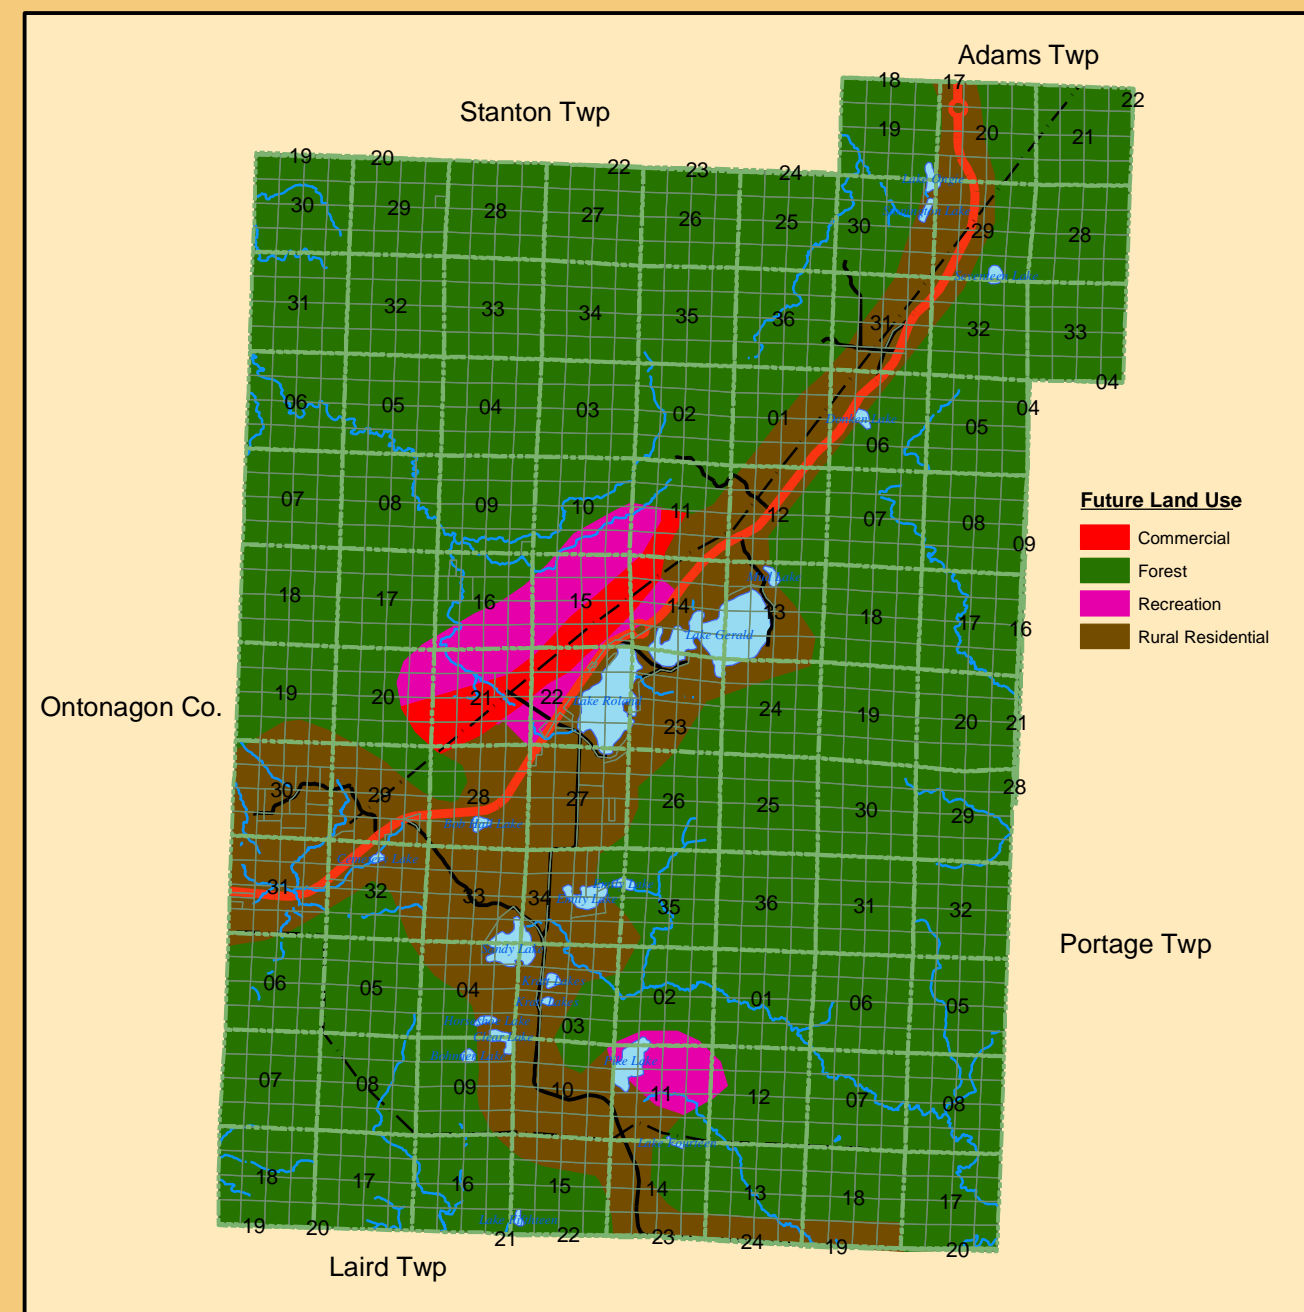 Adams Twp
18 17
22
Stanton Twp
19 20 21
19 20 22 23 24
30 29 28 27 26 25 30 29 28
31 32 33 34 35 36 31 32 33
04
06 05 04 03 02 01 06 05 04
Future Land Use
07 08 09 10 11 12 07 08 09
Commercial
Forest
18 17 16 15 14 13 18 17 16
Recreation
Lake Gerald
Rural Residential
19 20 21 22 23 24 19 20 21
Ontonagon Co.
Lake Roland
30 29 28 27 26 25 30 29 28
31 32 33 34 35 36 31 32
Emily Lake
Sandy Lake
Portage Twp
06 05 04 03 02 01 06 05
Clear Lake
Pike Lake
07 08 09 10 11 12 07 08
18 17 16 15 14 13 18 17
19 20 21 22 23 24 19 20
Laird Twp